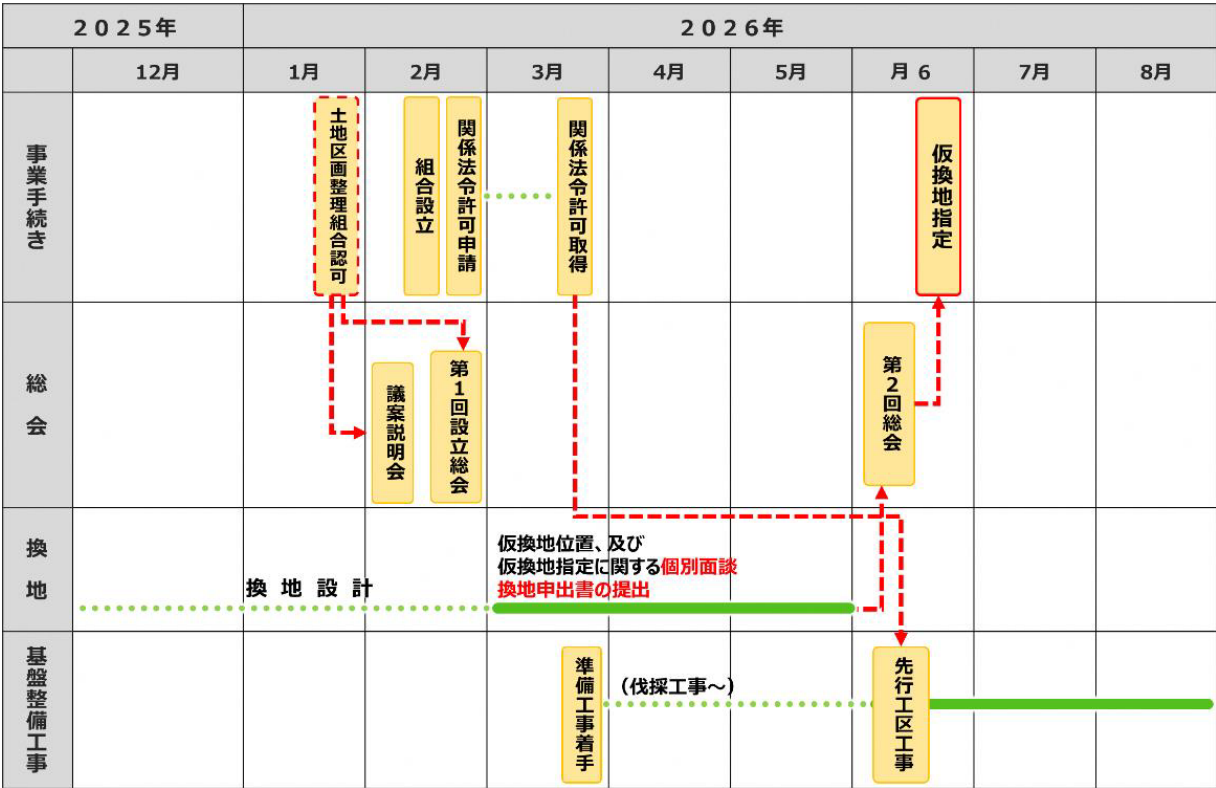 ２０２５年
２０２６年
12月
1月
2月
3月
4月
5月
月 6
7月
8月
事業手続き
土地区画整理組合認可
組合設立
関係法令許可申請
関係法令許可取得
仮換地指定
総会
議案説明会
第1回設立総会
第2回総会
換地
換地設計
仮換地位置、及び
仮換地指定に関する個別面談
換地申出書の提出
基盤整備工事
準備工事着手
（伐採工事～）
先行工区工事